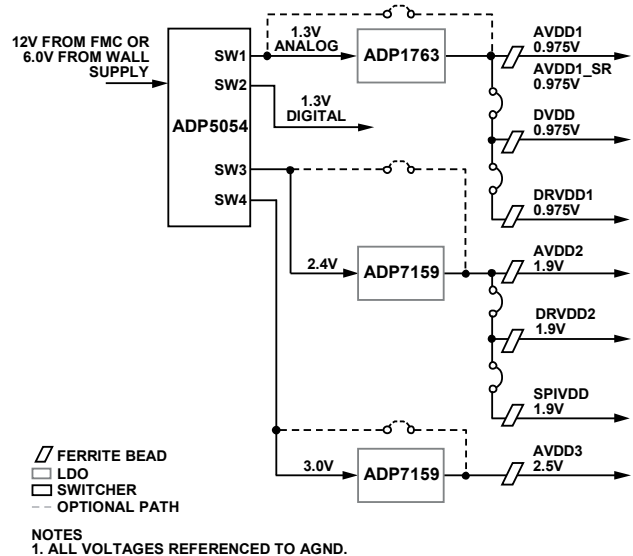 12V FROM FMC OR
6.0V FROM WALL
SUPPLY
ADP5054
SW1
SW2
SW3
SW4
1.3V
ANALOG
ADP1763
1.3V
DIGITAL
AVDD1
0.975V
AVDD1_SR
0.975V
DVDD
0.975V
DRVDD1
0.975V
2.4V
ADP7159
AVDD2
1.9V
DRVDD2
1.9V
SPIVDD
1.9V
3.0V
ADP7159
AVDD3
2.5V
FERRITE BEAD
LDO
SWITCHER
OPTIONAL PATH
NOTES
1. ALL VOLTAGES REFERENCED TO AGND.